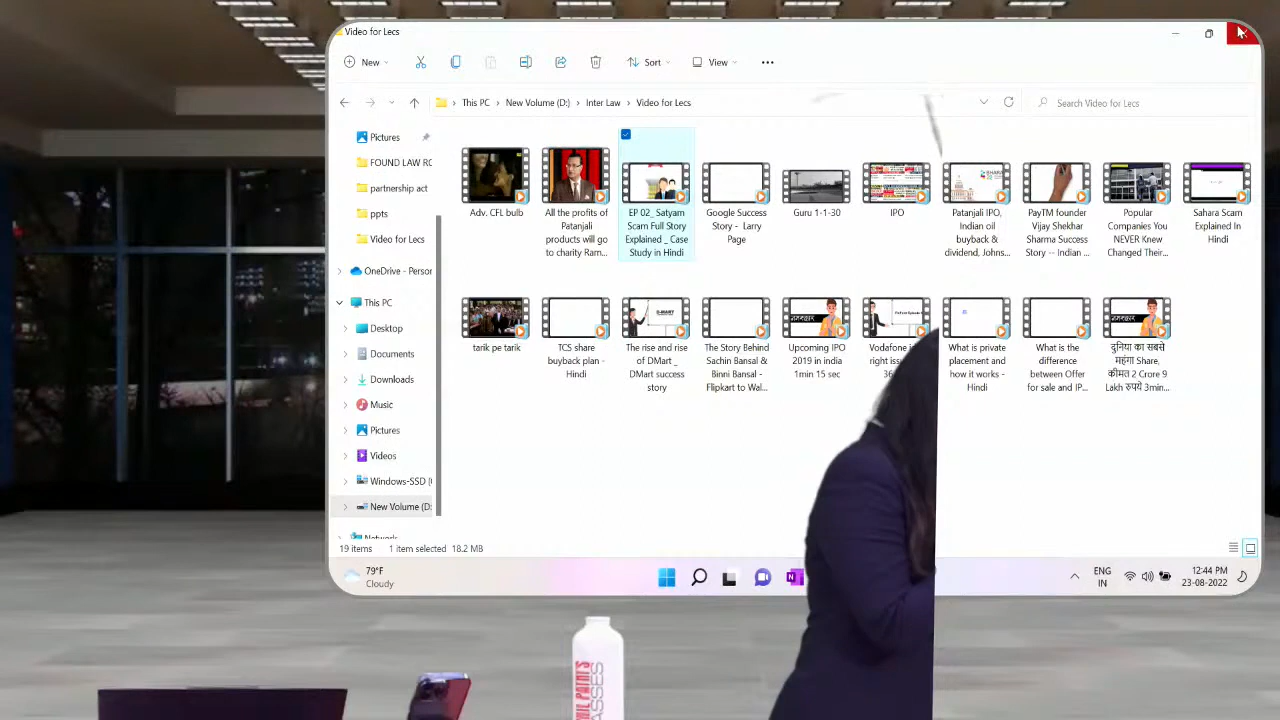 Video for Lecs
New
Sort
View
This PC
New Volume (D:)
Inter Law
Video for Lecs
Search Video for Lecs
Pictures
FOUND LAW RC
partnership act
ppts
Video for Lecs
OneDrive - Person
This PC
Desktop
Documents
Downloads
Music
Pictures
Videos
Windows-SSD (
New Volume (D:
Network
Adv. CFL bulb
All the profits of
Patanjali
products will go
to charity Ram...
EP 02_ Satyam
Scam Full Story
Explained _ Case
Study in Hindi
Google Success
Story - Larry
Page
Guru 1-1-30
IPO
Patanjali IPO,
Indian oil
buyback &
dividend, Johns...
PayTM founder
Vijay Shekhar
Sharma Success
Story -- Indian ...
Popular
Companies You
NEVER Knew
Changed Their...
Sahara Scam
Explained In
Hindi
tarik pe tarik
TCS share
buyback plan -
Hindi
The rise and rise
of DMart _
DMart success
story
The Story Behind
Sachin Bansal &
Binni Bansal -
Flipkart to Wal...
Upcoming IPO
2019 in india
1min 15 sec
Vodafone i
right iss
36
What is private
placement and
how it works -
Hindi
What is the
difference
between Offer
for sale and IP...
दुनिया का सबसे
महंगा Share,
कीमत 2 Crore 9
Lakh रुपये 3min...
19 items
1 item selected
18.2 MB
79°F
Cloudy
ENG
IN
12:44 PM
23-08-2022